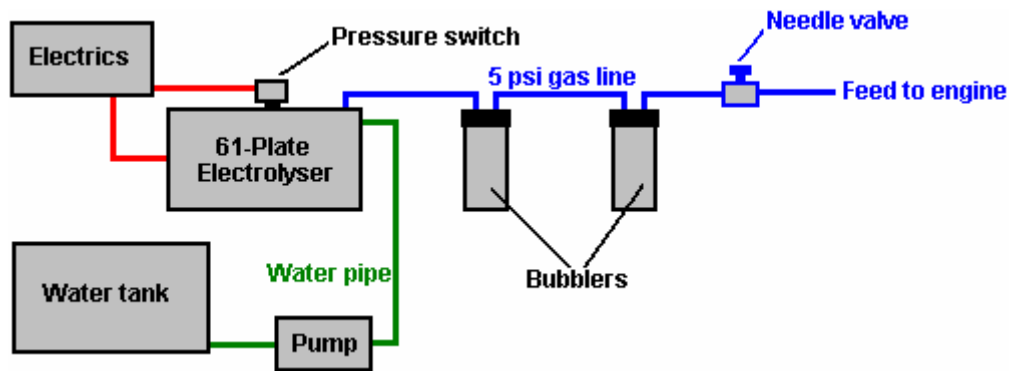 Needle valve
Electrics
Pressure switch
5 psi gas line
Feed to engine
61-Plate
Electrolyser
Water pipe
Bubblers
Water tank
Pump